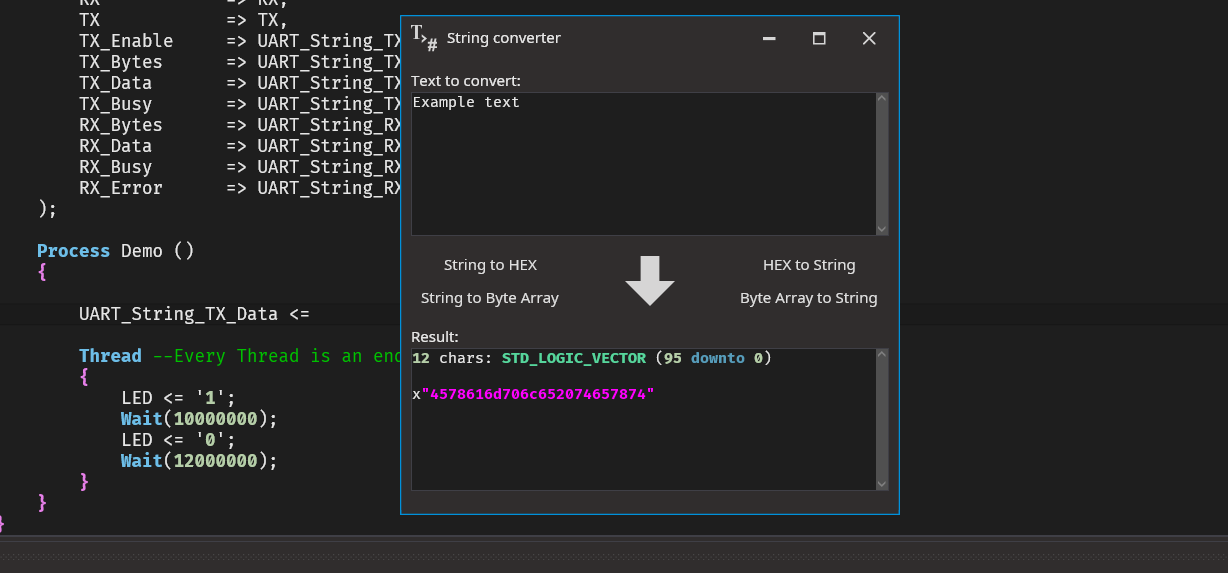 RX => RX,
TX => TX,
TX_Enable => UART_String_TX
TX_Bytes => UART_String_TX
TX_Data => UART_String_TX
TX_Busy => UART_String_TX
RX_Bytes => UART_String_RX
RX_Data => UART_String_RX
RX_Busy => UART_String_RX
RX_Error => UART_String_RX
);
Process Demo ()
{
UART_String_TX_Data <=
Thread --Every Thread is an enc
{
LED <= '1';
Wait(10000000);
LED <= '0';
Wait(12000000);
}
}
}
T>#
String converter
Text to convert:
Example text
String to HEX
HEX to String
String to Byte Array
Byte Array to String
Result:
12 chars: STD_LOGIC_VECTOR (95 downto 0)
x"4578616d706c652074657874"